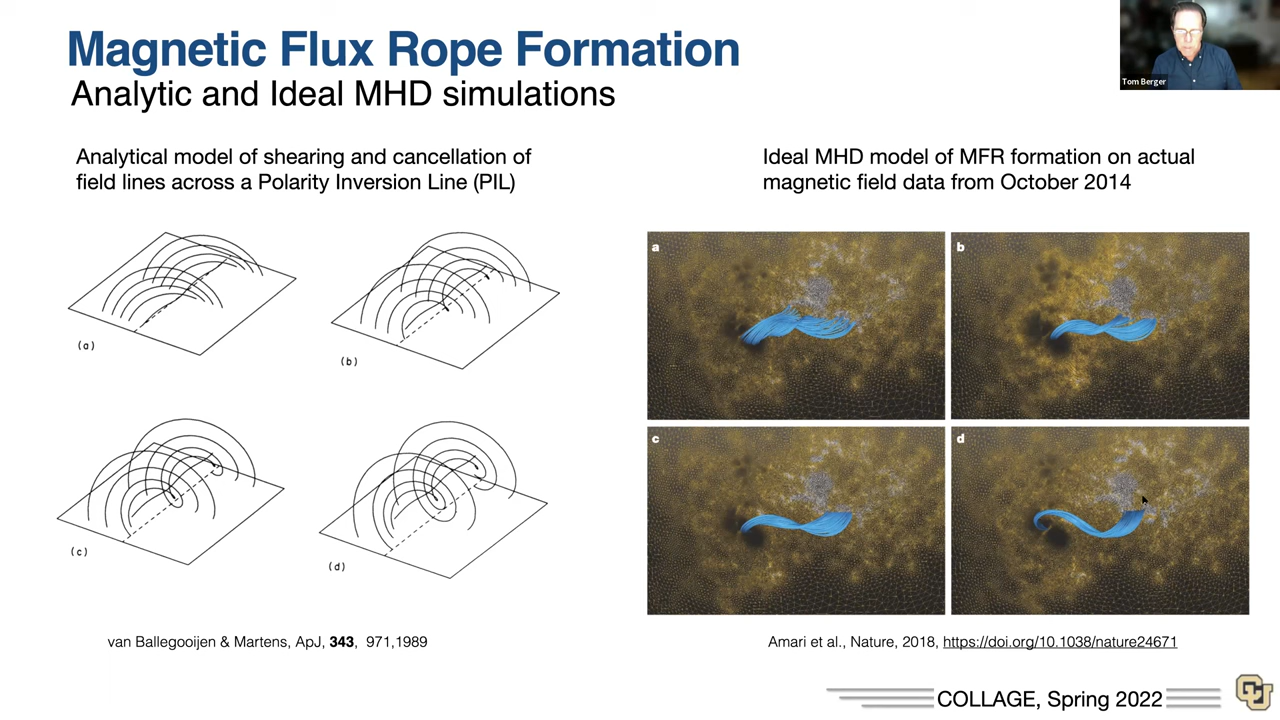 Magnetic Flux Rope Formation
Analytic and Ideal MHD simulations
Tom Berger
Analytical model of shearing and cancellation of
field lines across a Polarity Inversion Line (PIL)
(a)
(b)
(c)
(d)
van Ballegooijen & Martens, ApJ, 343, 971,1989
Ideal MHD model of MFR formation on actual
magnetic field data from October 2014
a
b
c
d
Amari et al., Nature, 2018, https://doi.org/10.1038/nature24671
COLLAGE, Spring 2022
CU